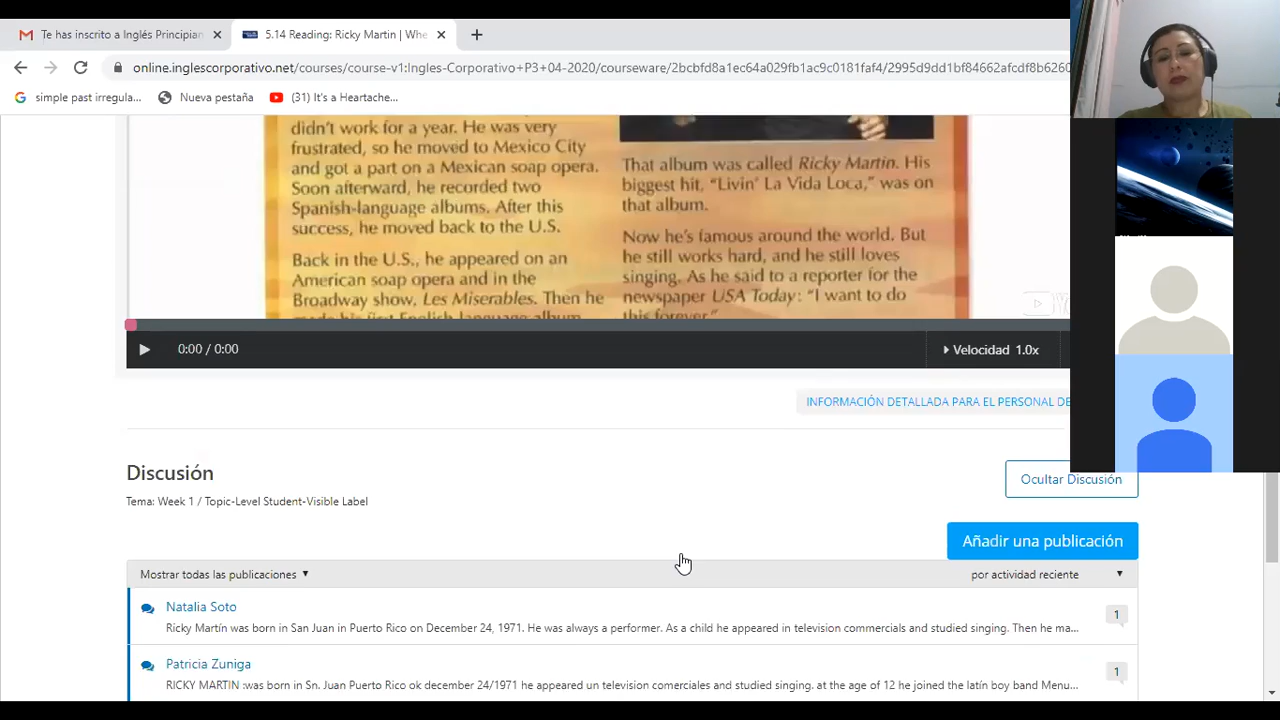 Te has inscrito a Inglés Principian
5.14 Reading: Ricky Martin | Whe
online.inglescorporativo.net/courses/course-v1:Ingles-Corporativo+P3+04-2020/courseware/2bcbfd8a1ec64a029fb1ac9c0181faf4/2995d9dd1bf84662afcdf8b6260
simple past irregula...
Nueva pestaña
(31) It's a Heartache...
didn't work for a year. He was very
frustrated, so he moved to Mexico City
and got a part on a Mexican soap opera.
Soon afterward, he recorded two
Spanish-language albums. After this
success, he moved back to the U.S.
Back in the U.S., he appeared on an
American soap opera and in the
Broadway show, Les Miserables. Then he
made his first English-language album
That album was called Ricky Martin. His
biggest hit, "Livin' La Vida Loca," was on
that album.
Now he's famous around the world. But
he still works hard, and he still loves
singing. As he said to a reporter for the
newspaper USA Today: "I want to do
this forever."
0:00 / 0:00
Velocidad 1.0x
INFORMACIÓN DETALLADA PARA EL PERSONAL DE
Discusión
Ocultar Discusión
Tema: Week 1 / Topic-Level Student-Visible Label
Añadir una publicación
Mostrar todas las publicaciones
por actividad reciente
Natalia Soto
1
Ricky Martín was born in San Juan in Puerto Rico on December 24, 1971. He was always a performer. As a child he appeared in television commercials and studied singing. Then he ma...
Patricia Zuniga
1
RICKY MARTIN :was born in Sn. Juan Puerto Rico ok december 24/1971 he appeared un television comerciales and studied singing. at the age of 12 he joined the latín boy band Menu...